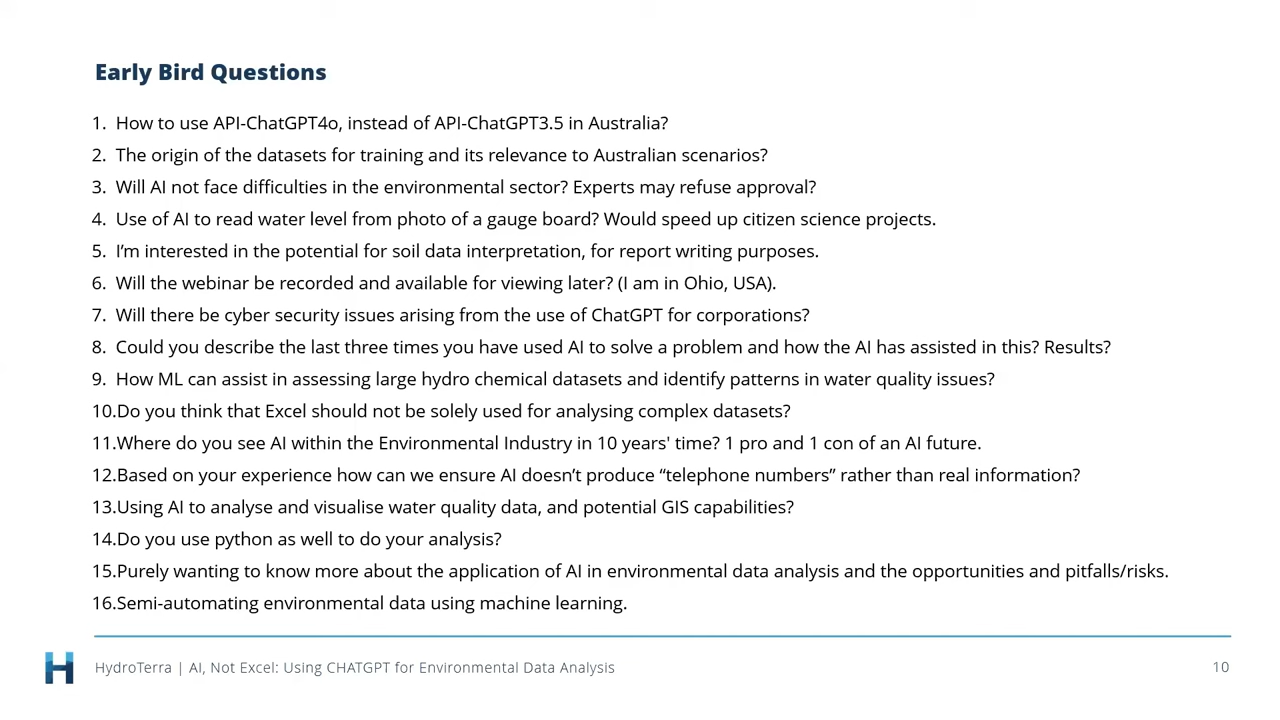 Early Bird Questions
1. How to use API-ChatGPT4o, instead of API-ChatGPT3.5 in Australia?
2. The origin of the datasets for training and its relevance to Australian scenarios?
3. Will AI not face difficulties in the environmental sector? Experts may refuse approval?
4. Use of AI to read water level from photo of a gauge board? Would speed up citizen science projects.
5. I’m interested in the potential for soil data interpretation, for report writing purposes.
6. Will the webinar be recorded and available for viewing later? (I am in Ohio, USA).
7. Will there be cyber security issues arising from the use of ChatGPT for corporations?
8. Could you describe the last three times you have used AI to solve a problem and how the AI has assisted in this? Results?
9. How ML can assist in assessing large hydro chemical datasets and identify patterns in water quality issues?
10.Do you think that Excel should not be solely used for analysing complex datasets?
11.Where do you see AI within the Environmental Industry in 10 years' time? 1 pro and 1 con of an AI future.
12.Based on your experience how can we ensure AI doesn’t produce “telephone numbers” rather than real information?
13.Using AI to analyse and visualise water quality data, and potential GIS capabilities?
14.Do you use python as well to do your analysis?
15.Purely wanting to know more about the application of AI in environmental data analysis and the opportunities and pitfalls/risks.
16.Semi-automating environmental data using machine learning.
HydroTerra | AI, Not Excel: Using CHATGPT for Environmental Data Analysis
10